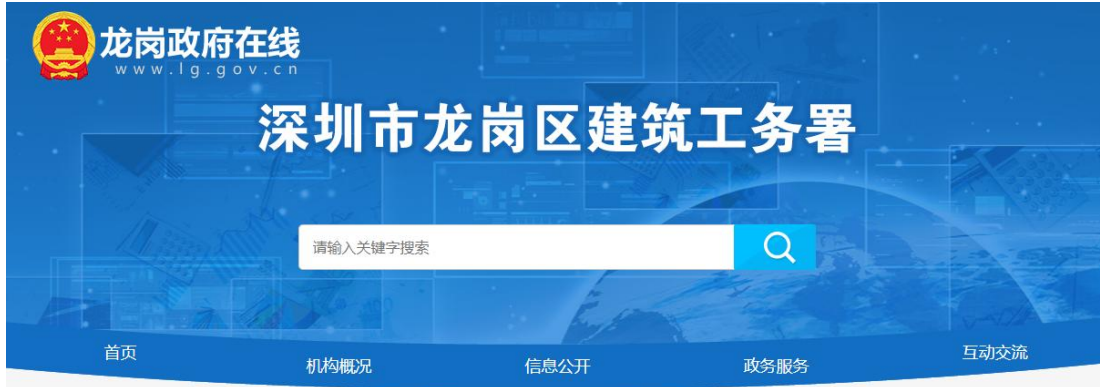 龙岗政府在线
www.lg.gov.cn
深圳市龙岗区建筑工务署
请输入关键字搜索
首页
机构概况
信息公开
政务服务
互动交流